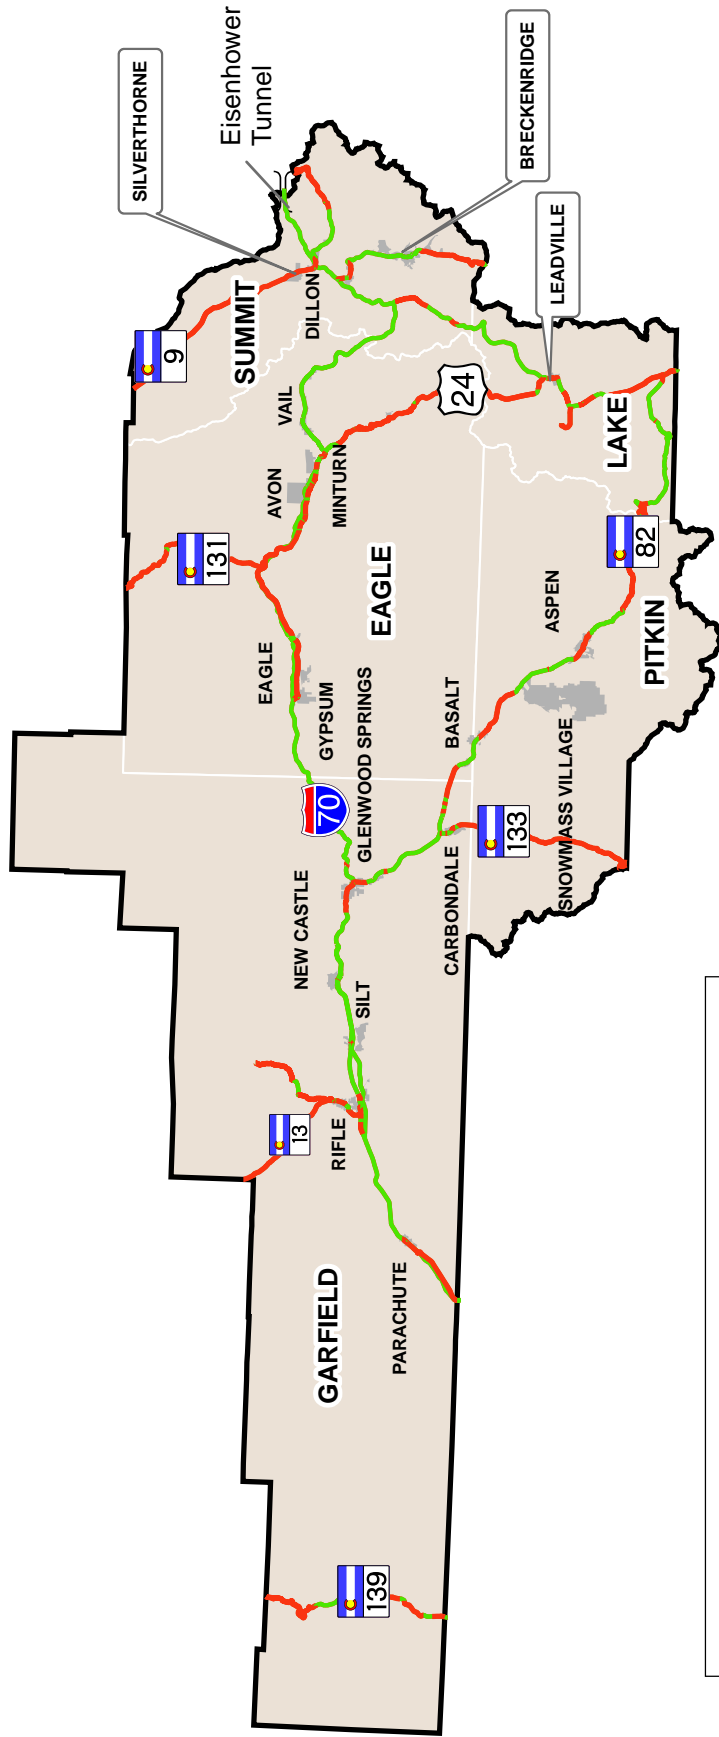 SILVERTHORNE
Eisenhower
Tunnel
BRECKENRIDGE
LEADVILLE
9
SUMMIT
DILLON
VAIL
24
LAKE
AVON
MINTURN
131
EAGLE
82
ASPEN
PITKIN
EAGLE
GYPSUM
BASALT
SNOWMASS VILLAGE
70
GLENWOOD SPRINGS
133
CARBONDALE
NEW CASTLE
SILT
13
RIFLE
PARACHUTE
GARFIELD
139